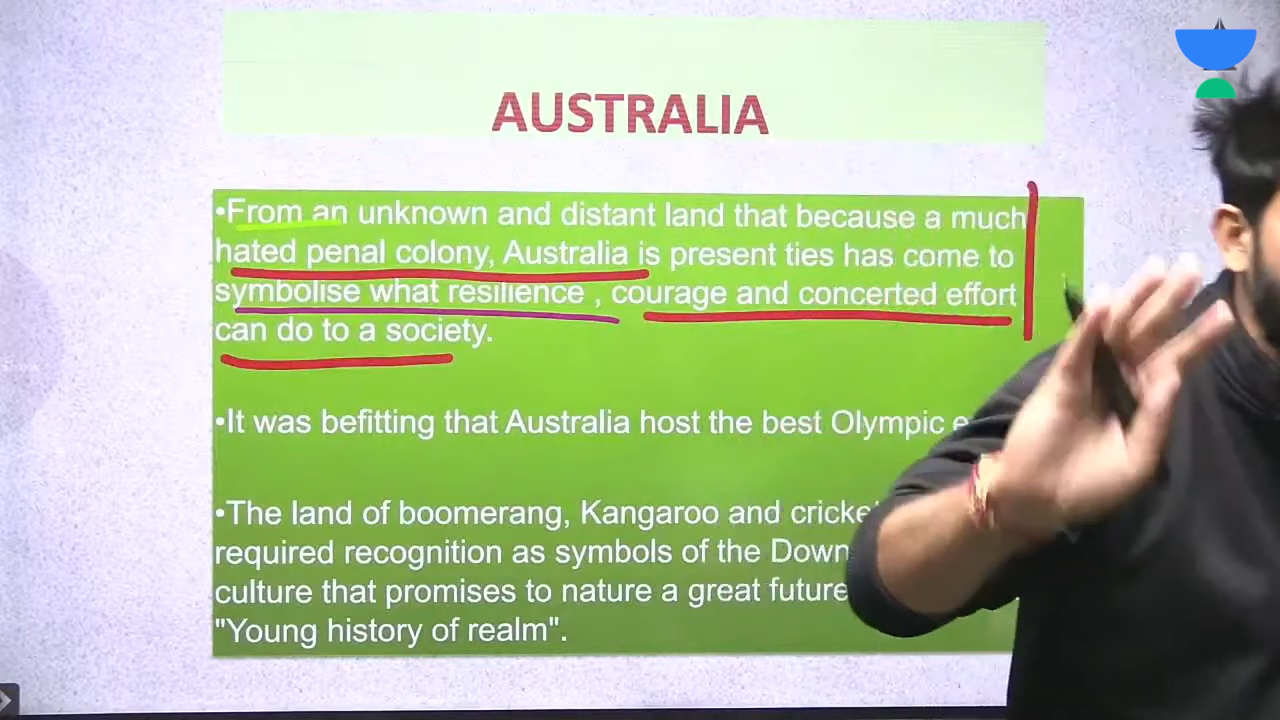 AUSTRALIA
•From an unknown and distant land that because a much
hated penal colony, Australia is present ties has come to
symbolise what resilience , courage and concerted effort
can do to a society.
•It was befitting that Australia host the best Olympic
•The land of boomerang, Kangaroo and
required recognition as symbols of the
culture that promises to nature a great future
"Young history of realm".